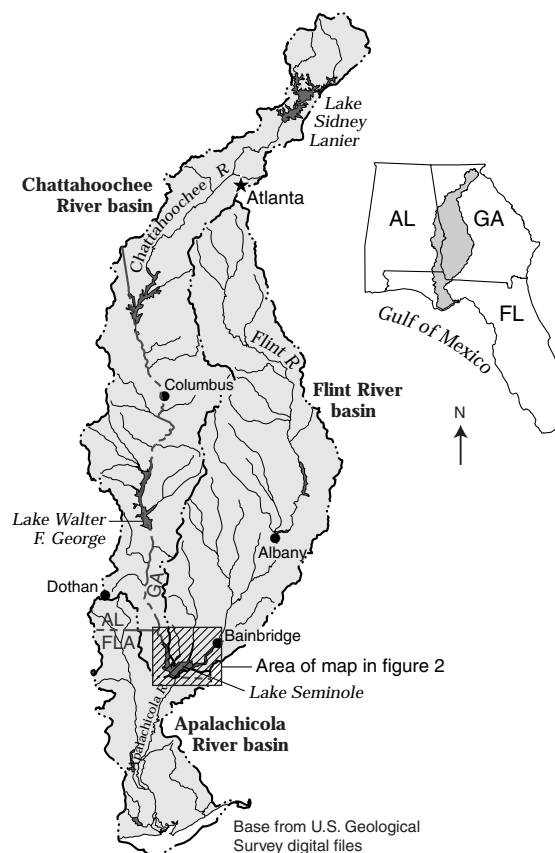 Lake
Sidney
Lanier
Chattahoochee
River basin
Chattahoochee R
Atlanta
AL
GA
FL
Gulf of Mexico
N
Flint R
Columbus
Flint River
basin
Lake Walter
F. George
Albany
Dothan
GA
AL
FLA
Bainbridge
Area of map in figure 2
Lake Seminole
Apalachicola R
Apalachicola
River basin
Base from U.S. Geological
Survey digital files